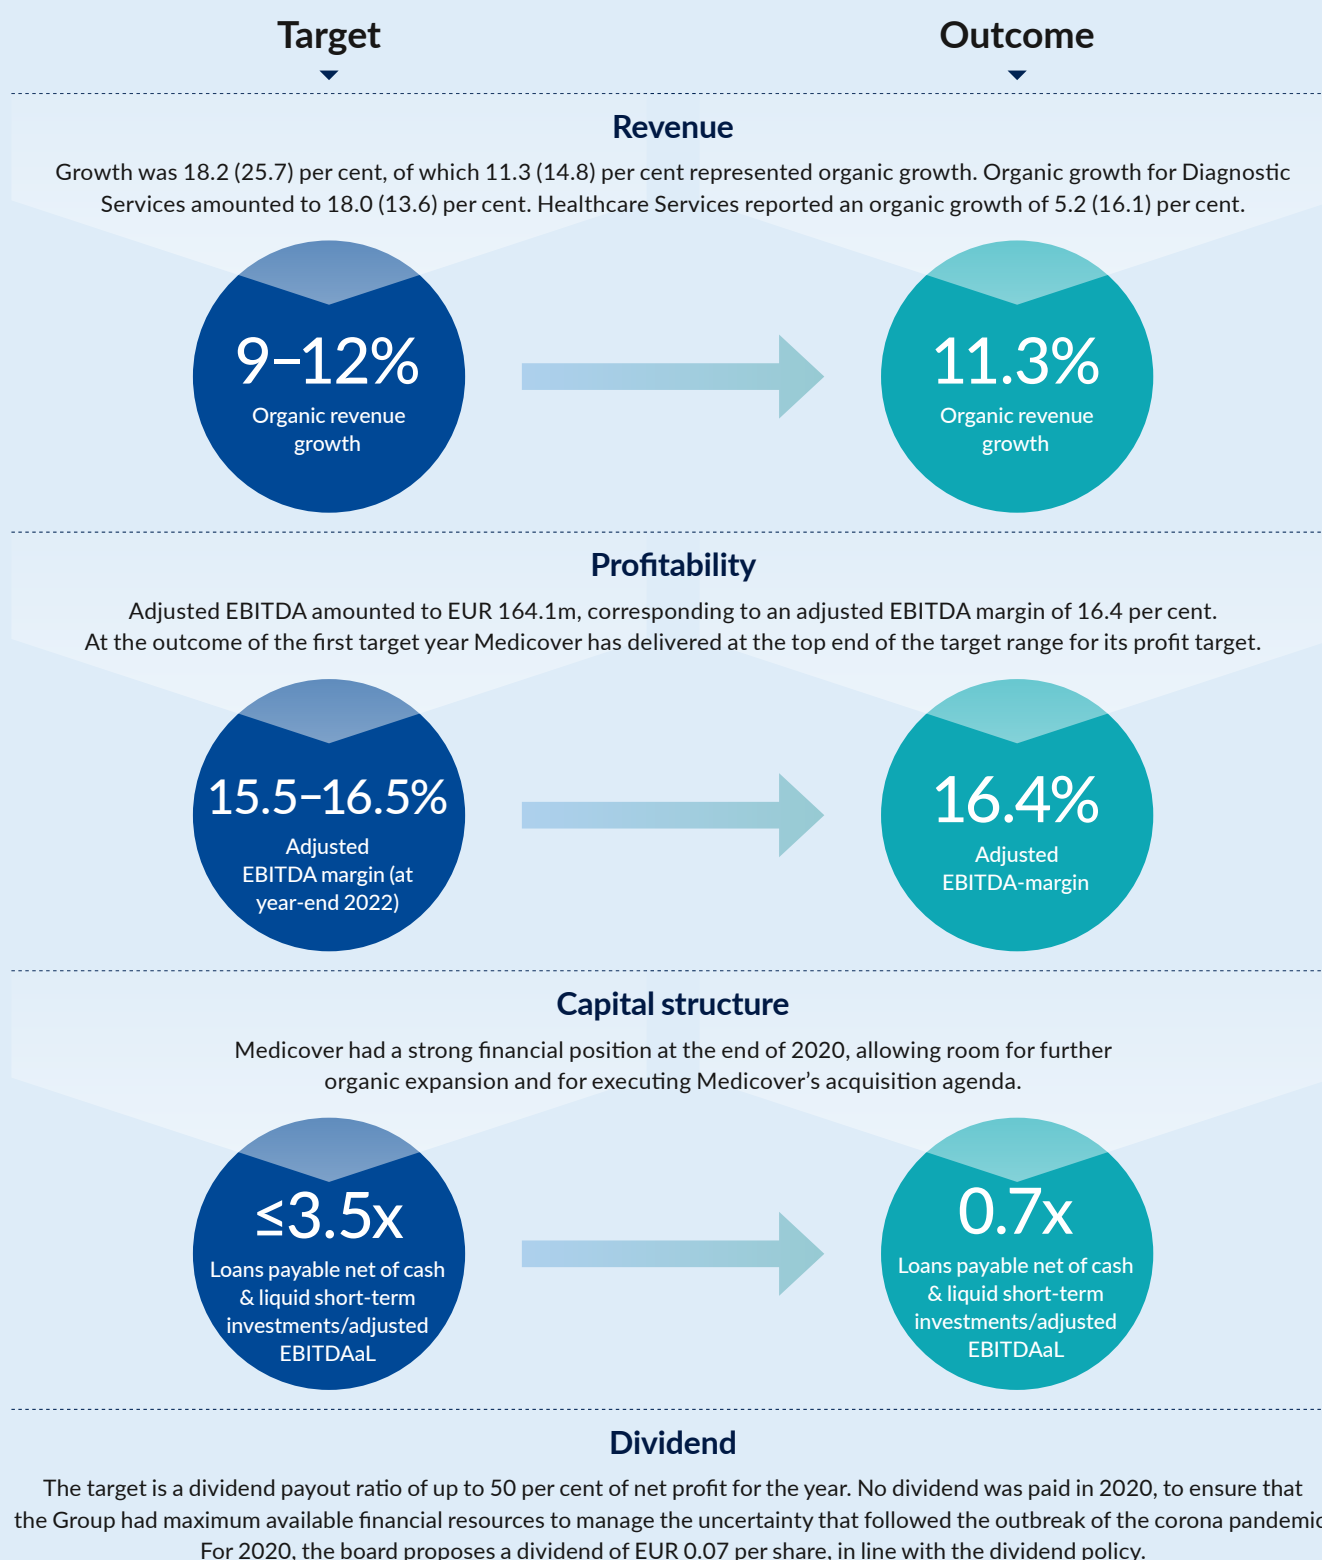 Target
Outcome
Revenue
Growth was 18.2 (25.7) per cent, of which 11.3 (14.8) per cent represented organic growth. Organic growth for Diagnostic
Services amounted to 18.0 (13.6) per cent. Healthcare Services reported an organic growth of 5.2 (16.1) per cent.
9–12%
Organic revenue
growth
11.3%
Organic revenue
growth
Profitability
Adjusted EBITDA amounted to EUR 164.1m, corresponding to an adjusted EBITDA margin of 16.4 per cent.
At the outcome of the first target year Medicover has delivered at the top end of the target range for its profit target.
15.5–16.5%
Adjusted
EBITDA margin (at
year-end 2022)
16.4%
Adjusted
EBITDA-margin
Capital structure
Medicover had a strong financial position at the end of 2020, allowing room for further
organic expansion and for executing Medicover’s acquisition agenda.
≤3.5x
Loans payable net of cash
& liquid short-term
investments/adjusted
EBITDAaL
0.7x
Loans payable net of cash
& liquid short-term
investments/adjusted
EBITDAaL
Dividend
The target is a dividend payout ratio of up to 50 per cent of net profit for the year. No dividend was paid in 2020, to ensure that
the Group had maximum available financial resources to manage the uncertainty that followed the outbreak of the corona pandemic
For 2020, the board proposes a dividend of EUR 0.07 per share, in line with the dividend policy.